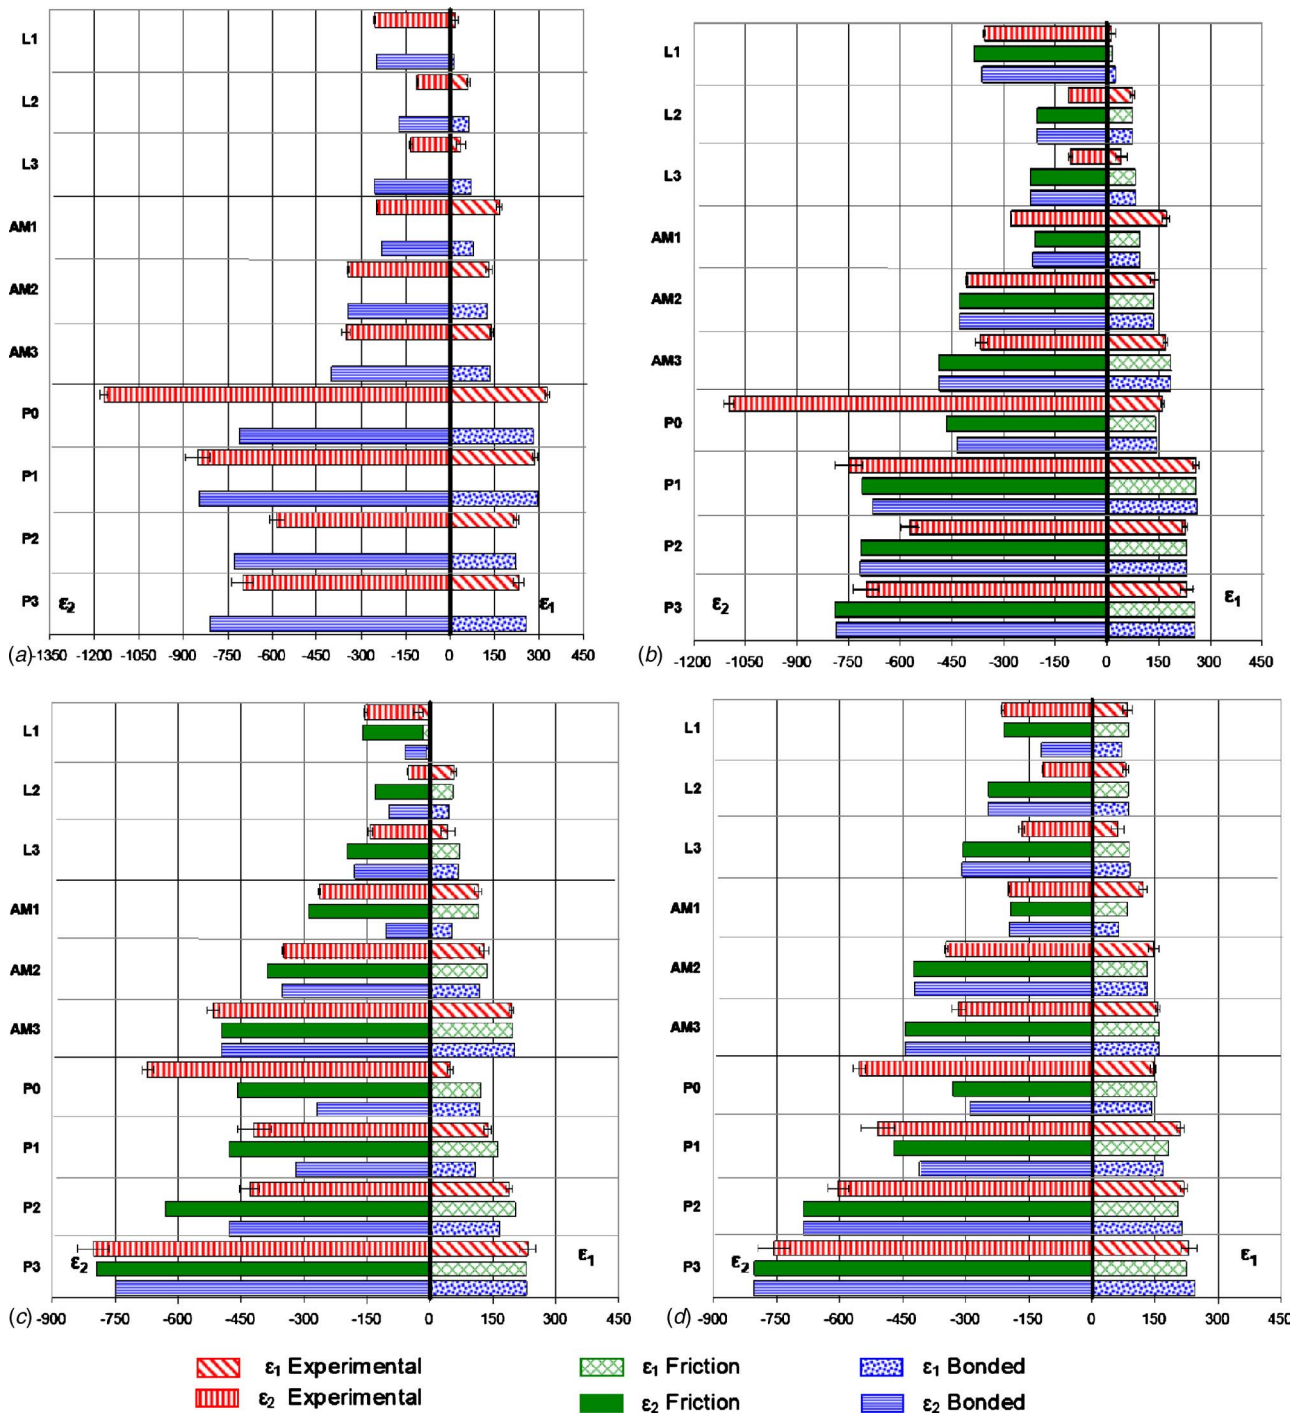 L1
L2
L3
AM1
AM2
AM3
P0
P1
P2
P3
ε2 ε1
(a) -1350 -1200 -1050 -900 -750 -600 -450 -300 -150 0 150 300 450
L1
L2
L3
AM1
AM2
AM3
P0
P1
P2
P3
ε2 ε1
(b) -1200 -1050 -900 -750 -600 -450 -300 -150 0 150 300 450
L1
L2
L3
AM1
AM2
AM3
P0
P1
P2
P3
ε2 ε1
(c) -900 -750 -600 -450 -300 -150 0 150 300 450
L1
L2
L3
AM1
AM2
AM3
P0
P1
P2
P3
ε2 ε1
(d) -900 -750 -600 -450 -300 -150 0 150 300 450
ε1 Experimental ε1 Friction ε1 Bonded
ε2 Experimental ε2 Friction ε2 Bonded